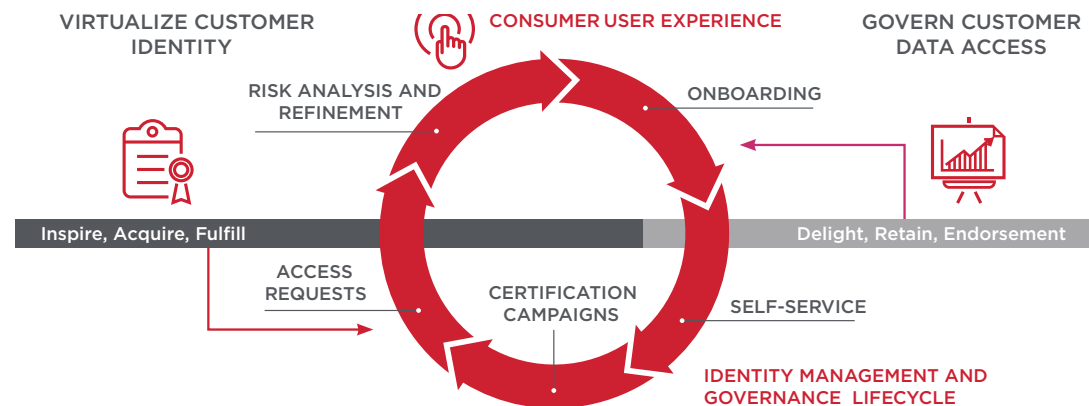 VIRTUALIZE CUSTOMER
IDENTITY
CONSUMER USER EXPERIENCE
GOVERN CUSTOMER
DATA ACCESS
RISK ANALYSIS AND
REFINEMENT
ONBOARDING
Inspire, Acquire, Fulfill
Delight, Retain, Endorsement
ACCESS
REQUESTS
CERTIFICATION
CAMPAIGNS
SELF-SERVICE
IDENTITY MANAGEMENT AND
GOVERNANCE LIFECYCLE